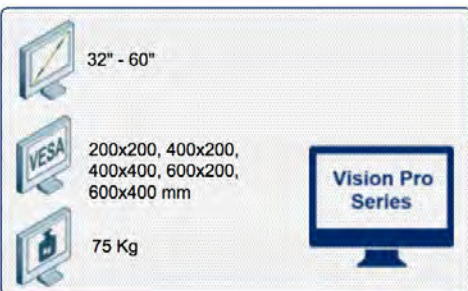 32" - 60"
VESA
200x200, 400x200,
400x400, 600x200,
600x400 mm
75 Kg
Vision Pro
Series